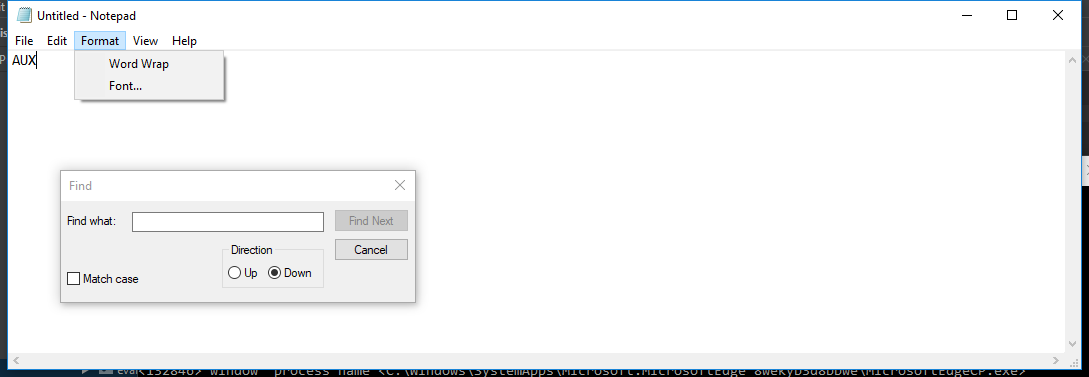 Untitled - Notepad
File Edit Format View Help
AUX
Word Wrap
Font...
Find
Find what:
Find Next
Cancel
Direction
Up Down
Match case
<132846> window process name <C:\Windows\SystemApps\Microsoft.MicrosoftEdge_8wekyb3d8bbwe\MicrosoftEdgeCP.exe>